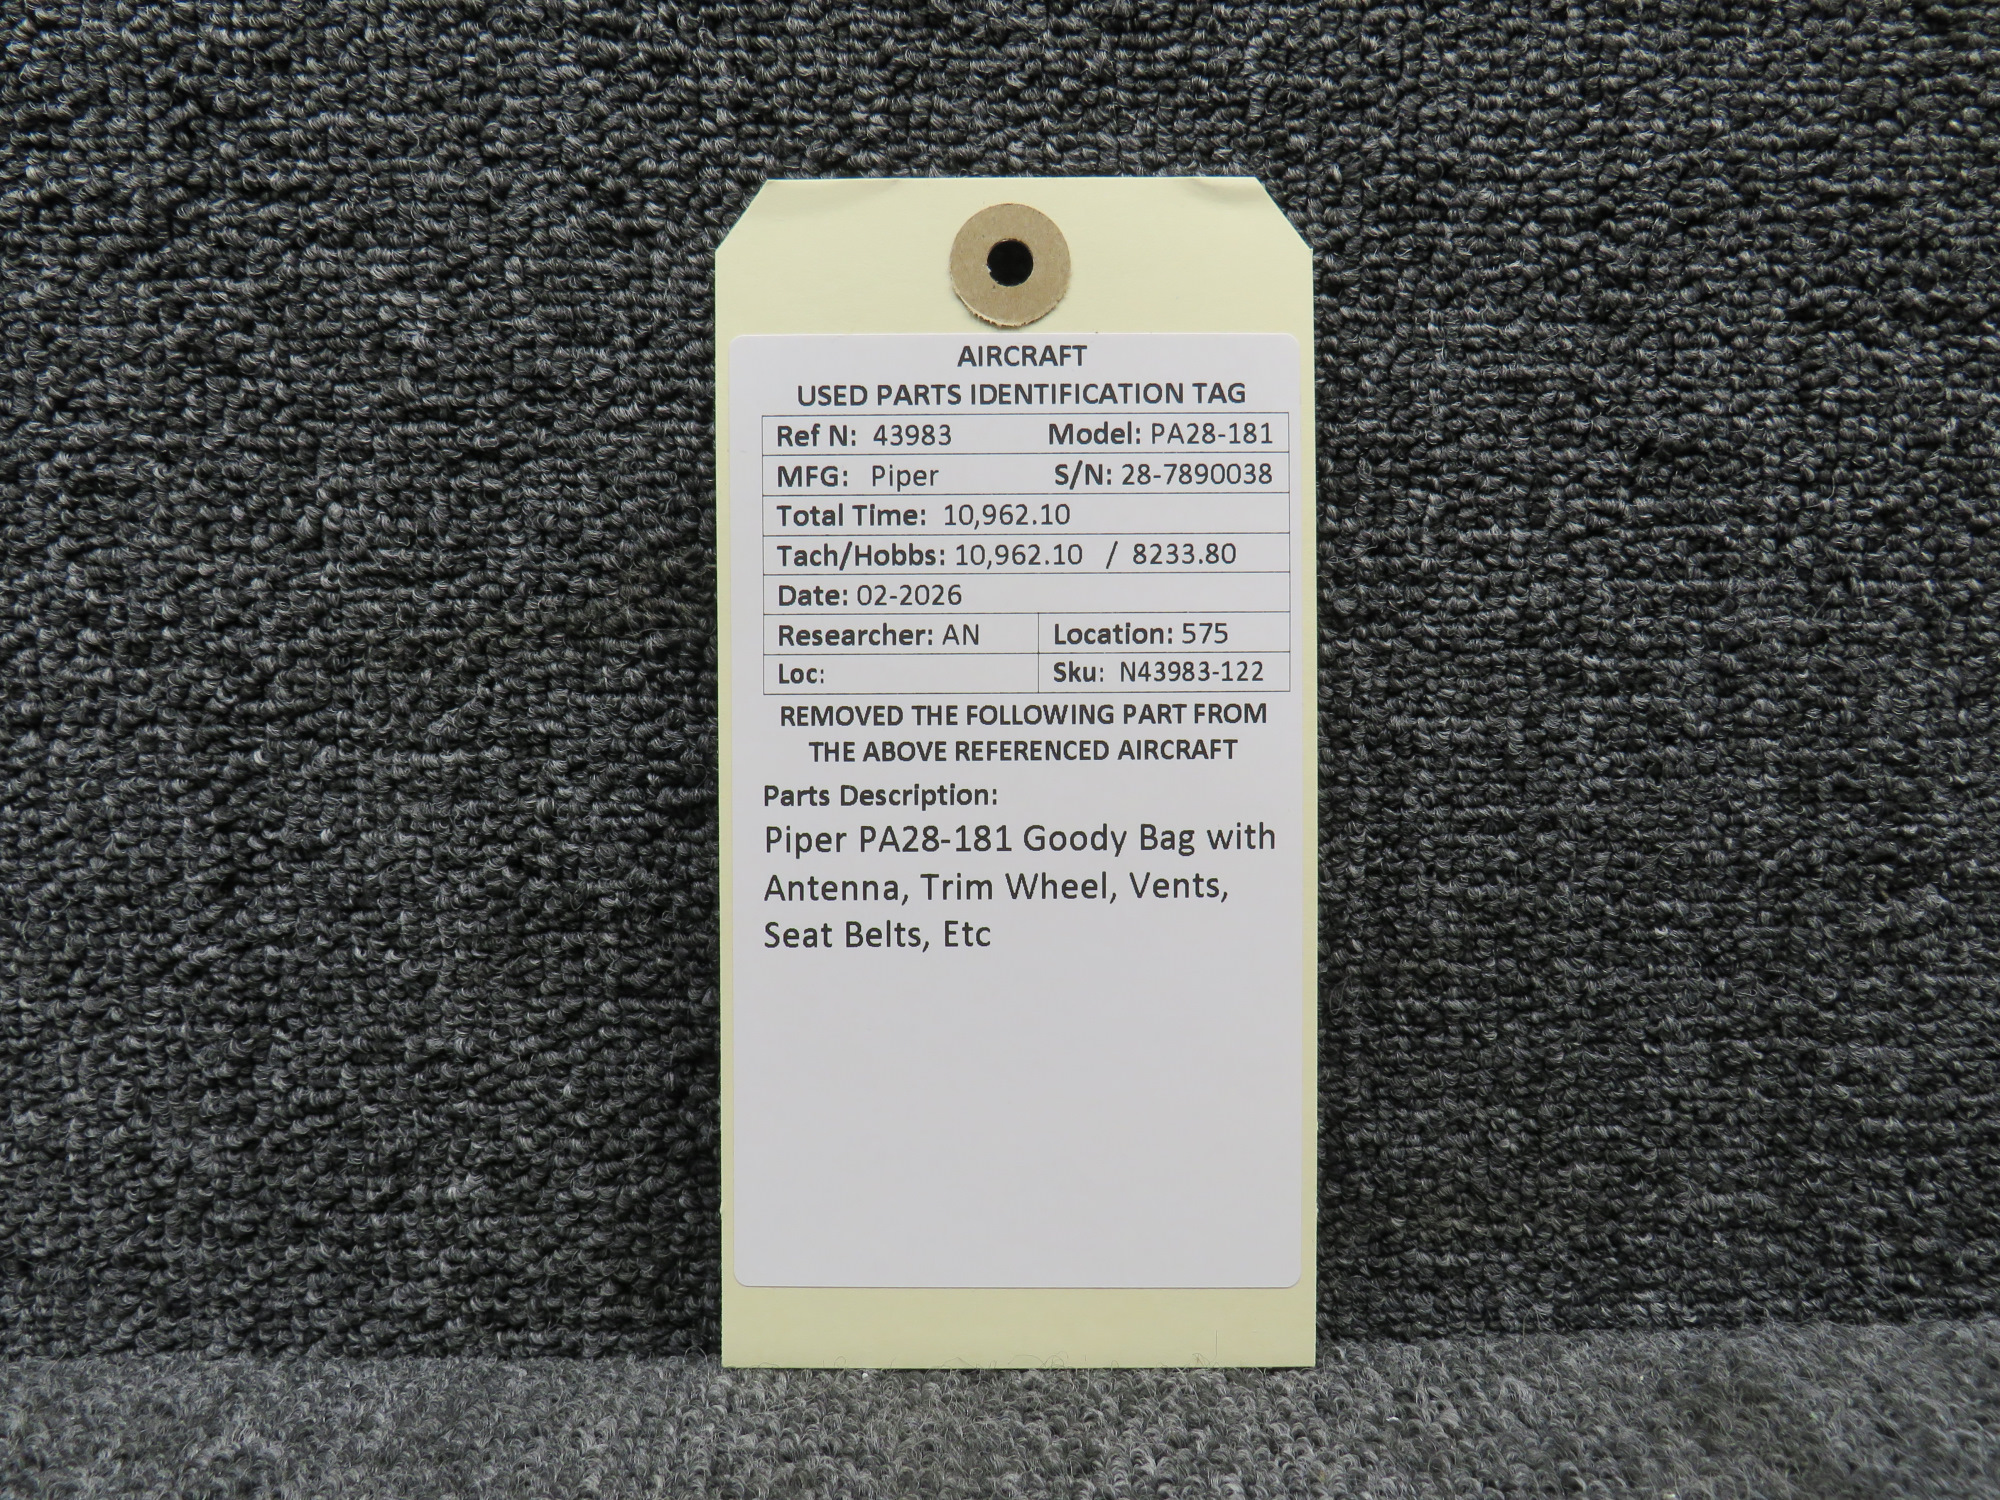 AIRCRAFT
USED PARTS IDENTIFICATION TAG
Ref N: 43983 Model: PA28-181
MFG: Piper S/N: 28-7890038
Total Time: 10,962.10
Tach/Hobbs: 10,962.10 / 8233.80
Date: 02-2026
Researcher: AN Location: 575
Loc: Sku: N43983-122
REMOVED THE FOLLOWING PART FROM
THE ABOVE REFERENCED AIRCRAFT
Parts Description:
Piper PA28-181 Goody Bag with
Antenna, Trim Wheel, Vents,
Seat Belts, Etc